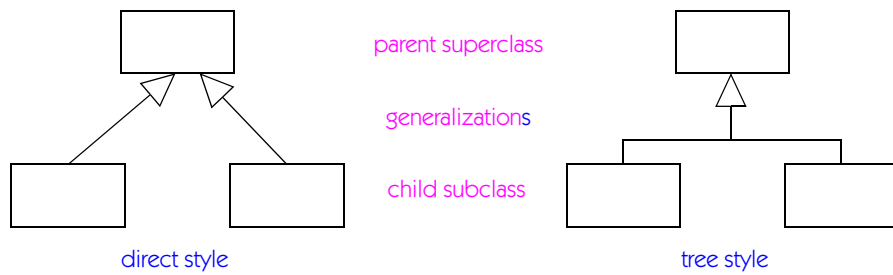 parent superclass
generalizations
child subclass
direct style
tree style